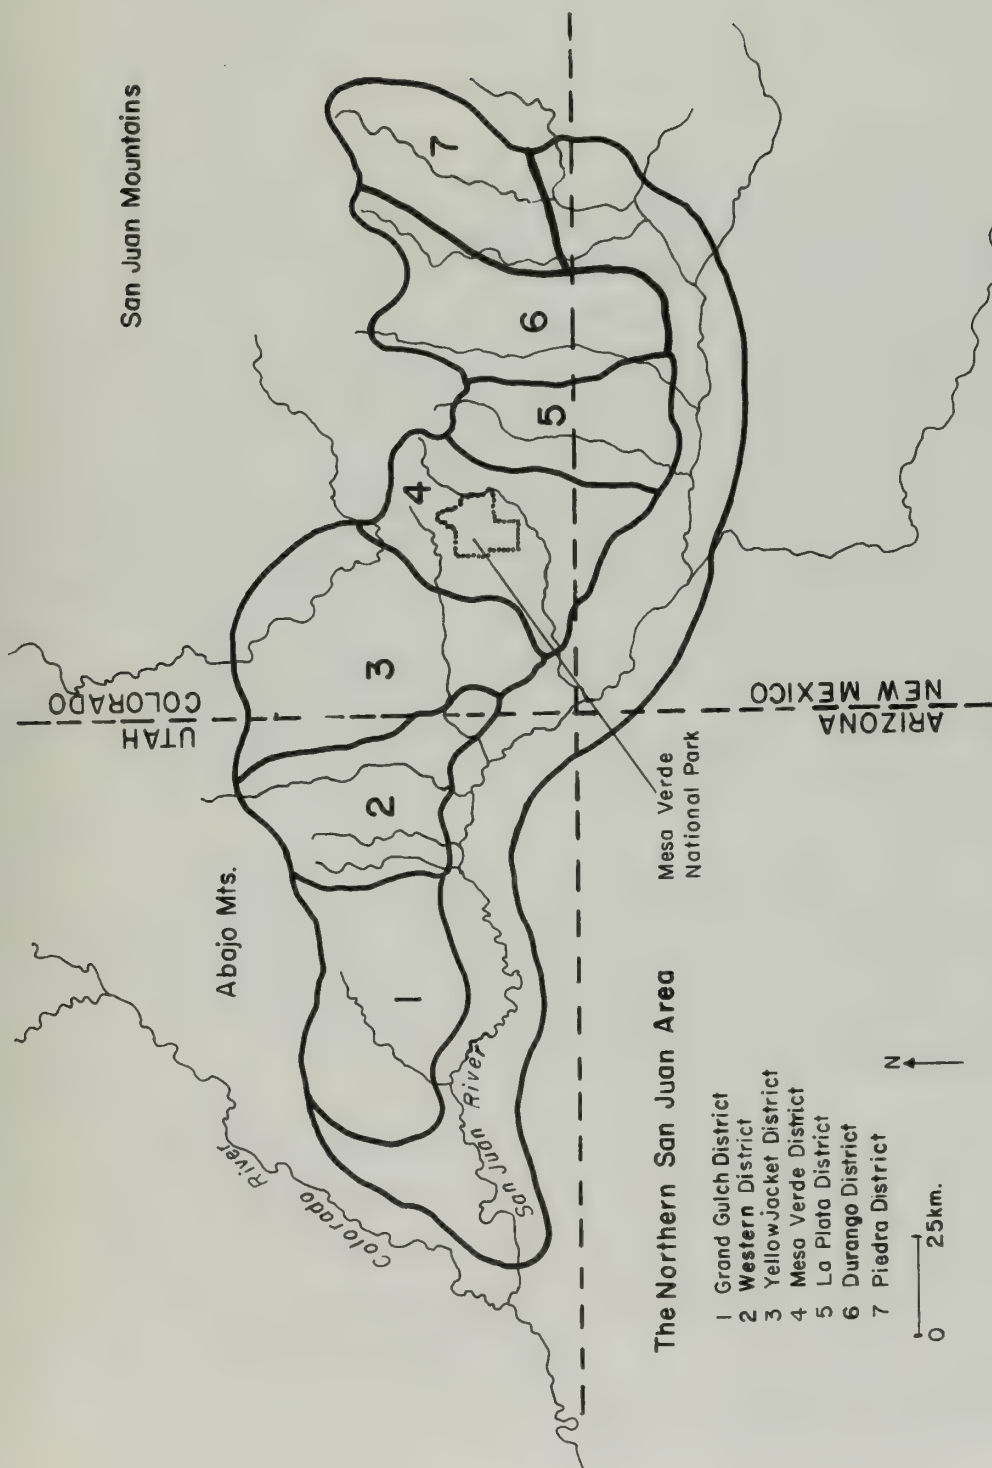 San Juan Mountains
Abajo Mts.
UTAH
COLORADO
Colorado
River
San Juan River
ARIZONA
NEW MEXICO
Mesa Verde
National Park
1
2
3
4
5
6
7
The Northern San Juan Area
1 Grand Gulch District
2 Western District
3 Yellow Jacket District
4 Mesa Verde District
5 La Plata District
6 Durango District
7 Piedra District
N
0 25km.